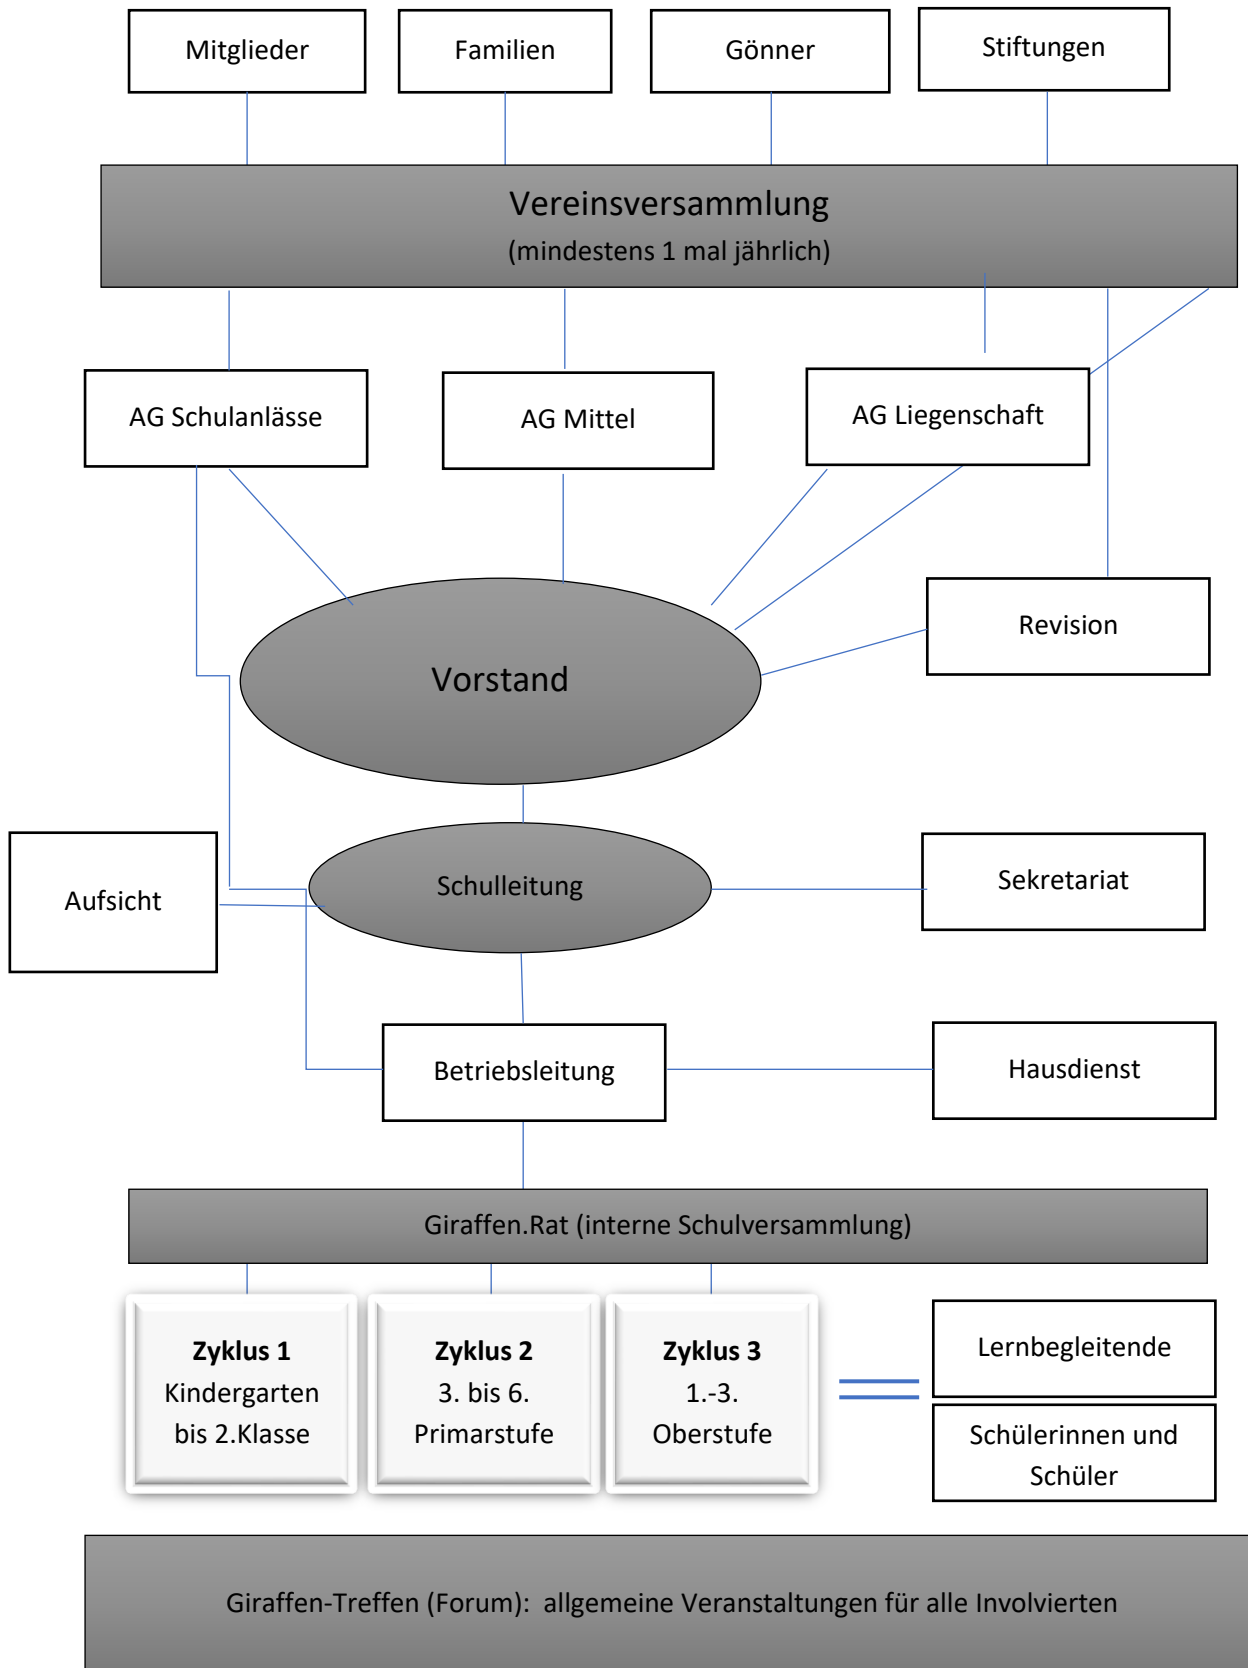 Mitglieder
Familien
Gönner
Stiftungen
Vereinsversammlung
(mindestens 1 mal jährlich)
AG Schulanlässe
AG Mittel
AG Liegenschaft
Revision
Vorstand
Aufsicht
Schulleitung
Sekretariat
Betriebsleitung
Hausdienst
Giraffen.Rat (interne Schulversammlung)
Zyklus 1
Kindergarten
bis 2.Klasse
Zyklus 2
3. bis 6.
Primarstufe
Zyklus 3
1.-3.
Oberstufe
Lernbegleitende
Schülerinnen und
Schüler
Giraffen-Treffen (Forum):  allgemeine Veranstaltungen für alle Involvierten